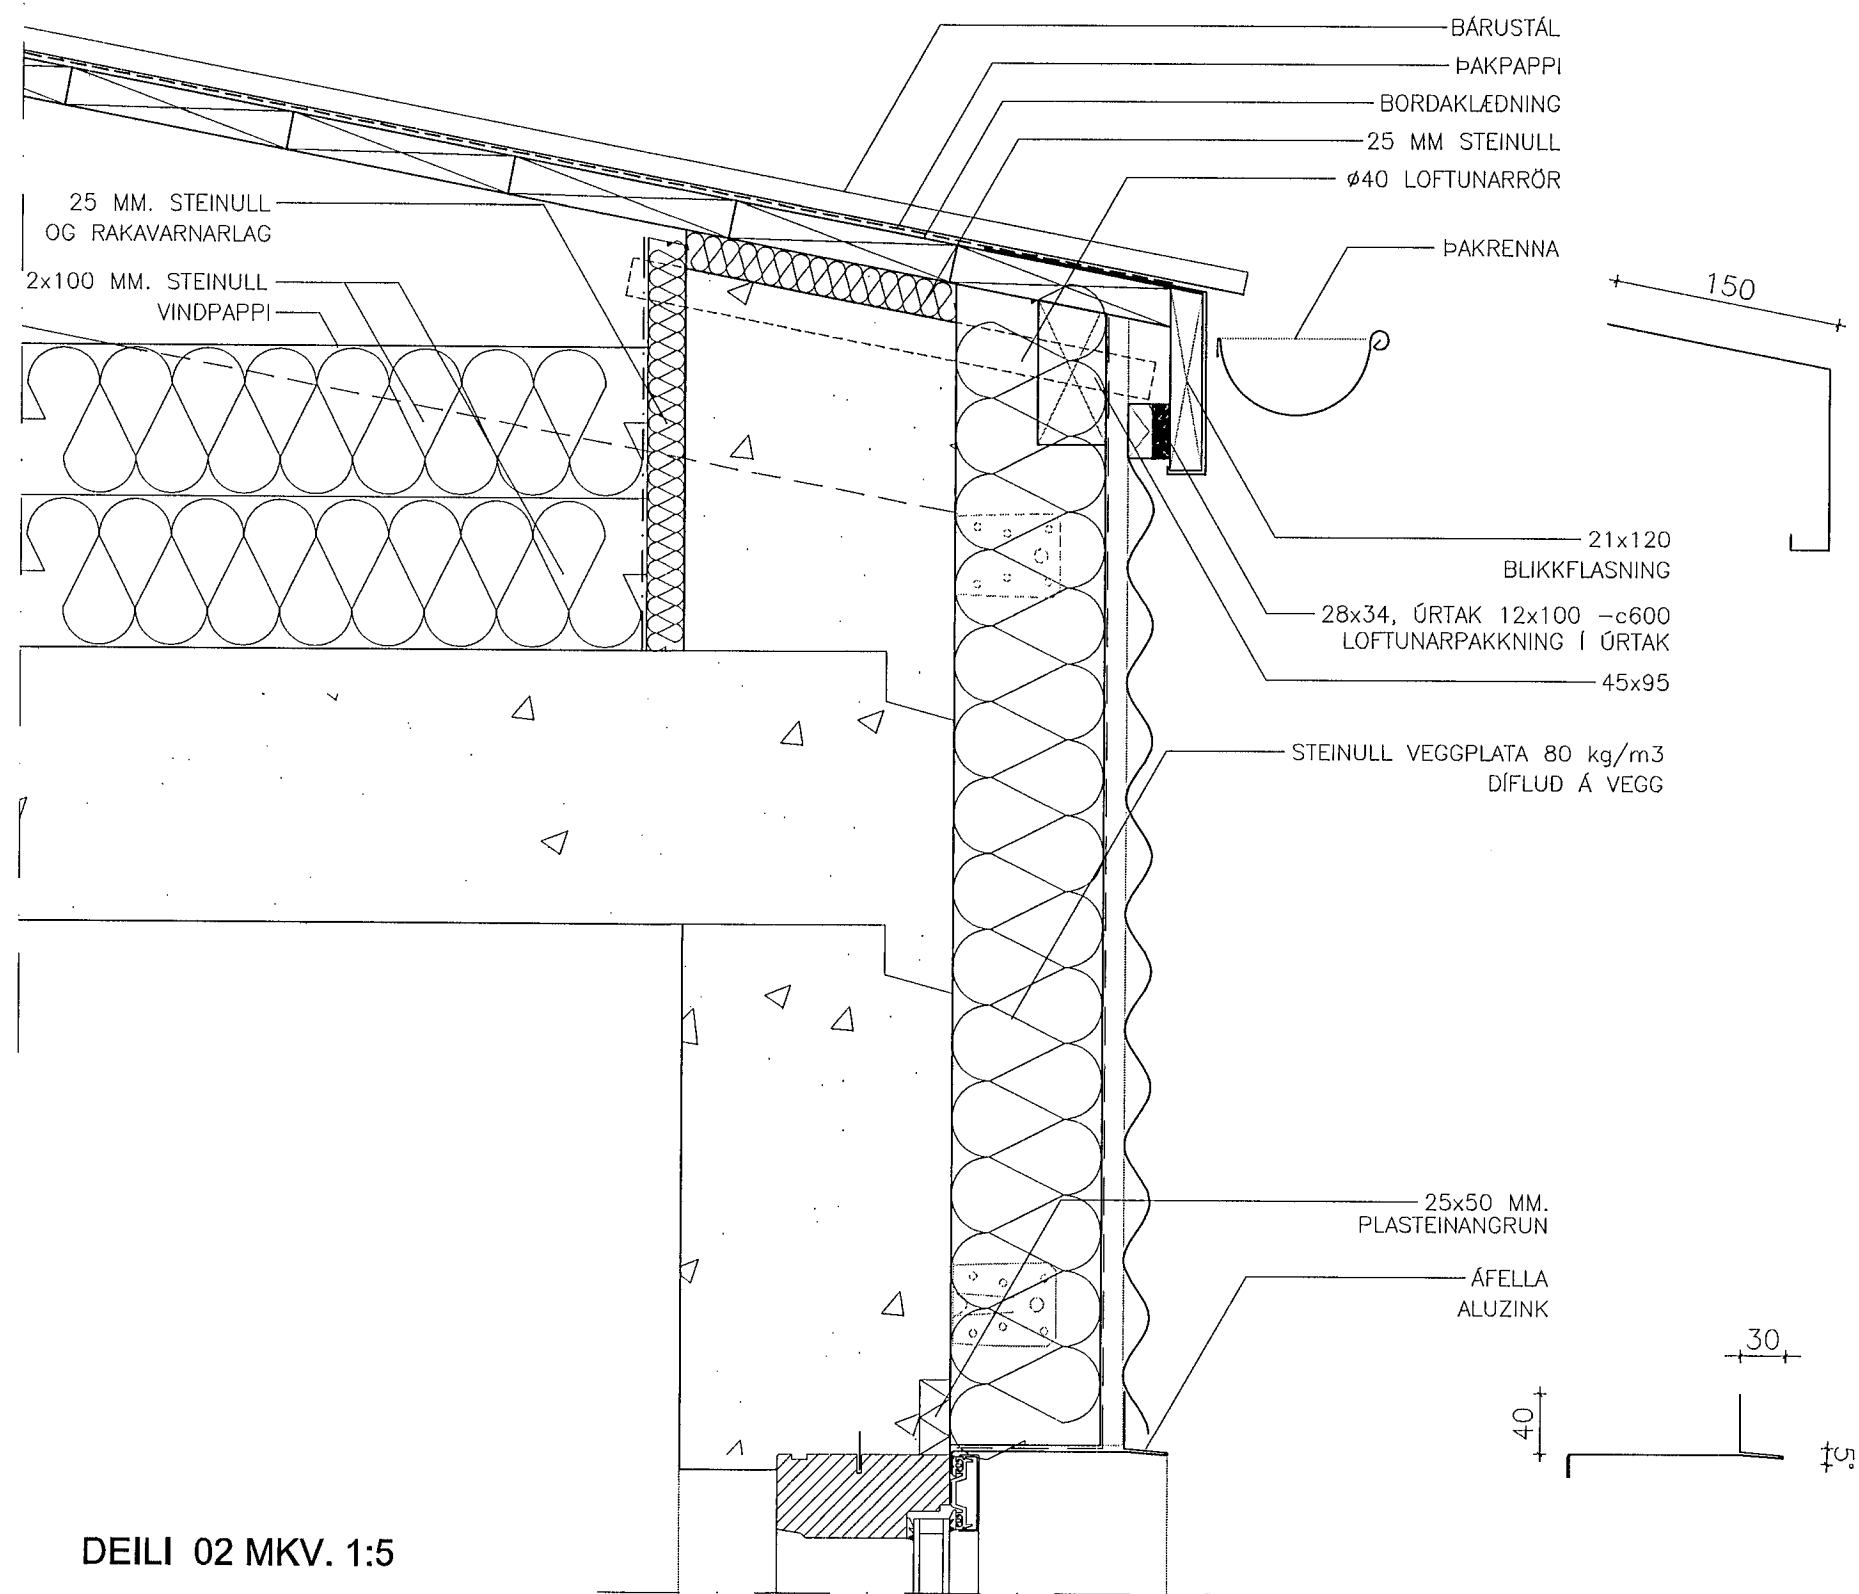 BÁRUSTÁL
ÞAKPAPPI
BORDAKLÆDNING
25 MM STEINULL
ø40 LOFTUNARRÖR
25 MM. STEINULL
OG RAKAVARNARLAG
ÞAKRENNA
2x100 MM. STEINULL
VINDPAPPI
150
21x120
BLIKKFLASNING
28x34, ÚRTAK 12x100 -c600
LOFTUNARPAKKNING Í ÚRTAK
45x95
STEINULL VEGGPLATA 80 kg/m3
DÍFLUD Á VEGG
25x50 MM.
PLASTEINANGRUN
ÁFELLA
ALUZINK
30
40
5°
DEILI 02 MKV. 1:5